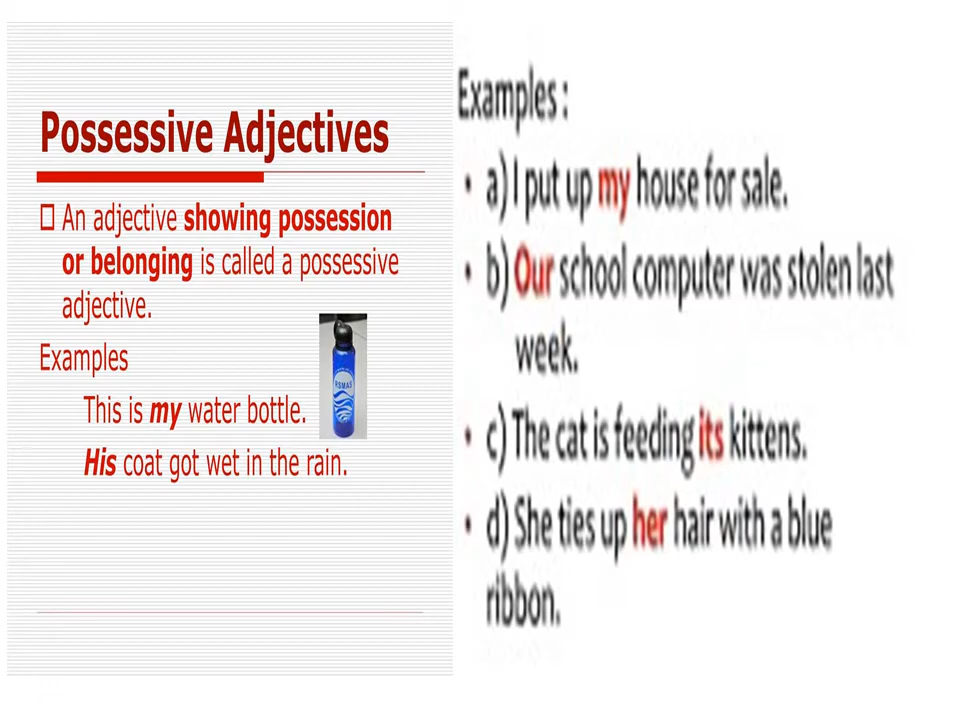 Possessive Adjectives
An adjective showing possession
or belonging is called a possessive
adjective.
Examples
This is my water bottle.
RSMAS
His coat got wet in the rain.
Examples :
• a) I put up my house for sale.
• b) Our school computer was stolen last
week.
• c) The cat is feeding its kittens.
• d) She ties up her hair with a blue
ribbon.